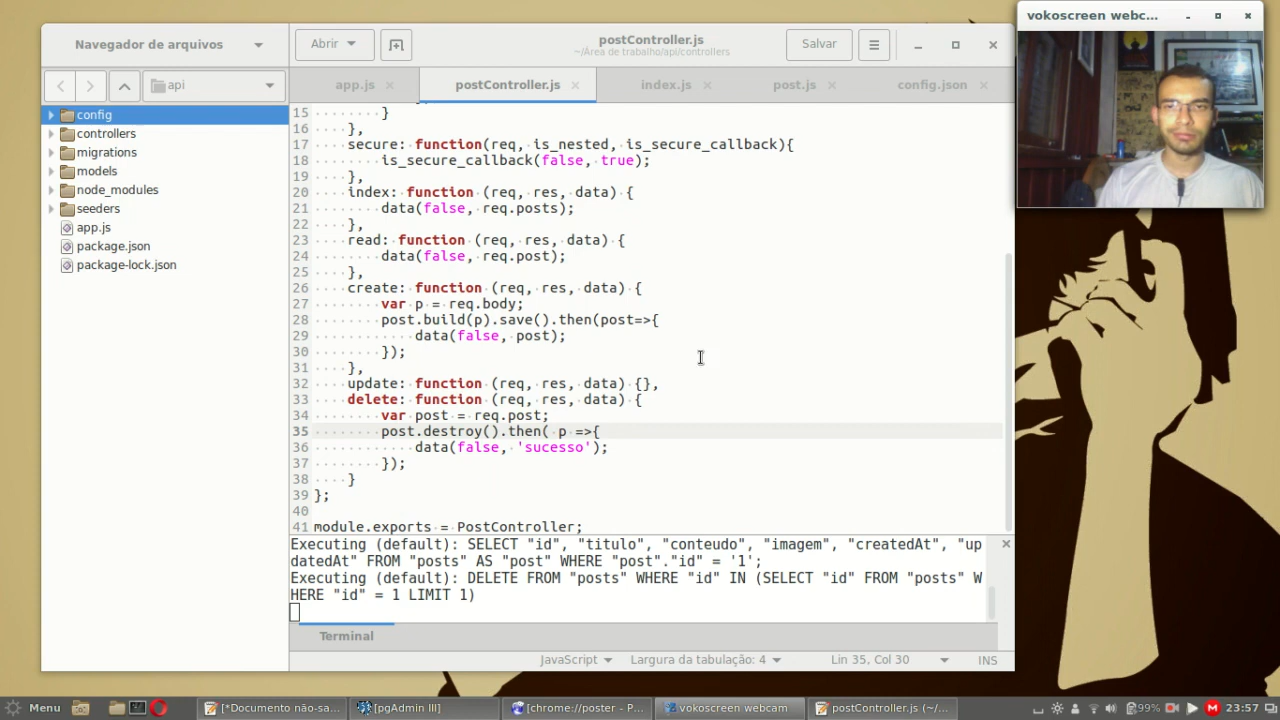 vokoscreen webc...
Navegador de arquivos
Abrir
postController.js
~/Área de trabalho/api/controllers
Salvar
api
app.js
postController.js
index.js
post.js
config.json
config
controllers
migrations
models
node_modules
seeders
app.js
package.json
package-lock.json
15 }
16 },
17 secure: function(req, is_nested, is_secure_callback){
18 is_secure_callback(false, true);
19 },
20 index: function (req, res, data) {
21 data(false, req.posts);
22 },
23 read: function (req, res, data) {
24 data(false, req.post);
25 },
26 create: function (req, res, data) {
27 var p = req.body;
28 post.build(p).save().then(post=>{
29 data(false, post);
30 });
31 },
32 update: function (req, res, data) {},
33 delete: function (req, res, data) {
34 var post = req.post;
35 post.destroy().then( p =>{
36 data(false, 'sucesso');
37 });
38 }
39 };
40
41 module.exports = PostController;
Executing (default): SELECT "id", "titulo", "conteudo", "imagem", "createdAt", "up
datedAt" FROM "posts" AS "post" WHERE "post"."id" = '1';
Executing (default): DELETE FROM "posts" WHERE "id" IN (SELECT "id" FROM "posts" W
HERE "id" = 1 LIMIT 1)
Terminal
JavaScript
Largura da tabulação: 4
Lin 35, Col 30
INS
Menu
[*Documento não-sa...
[pgAdmin III]
[chrome://poster - P...
vokoscreen webcam
postController.js (~/...
99%
23:57